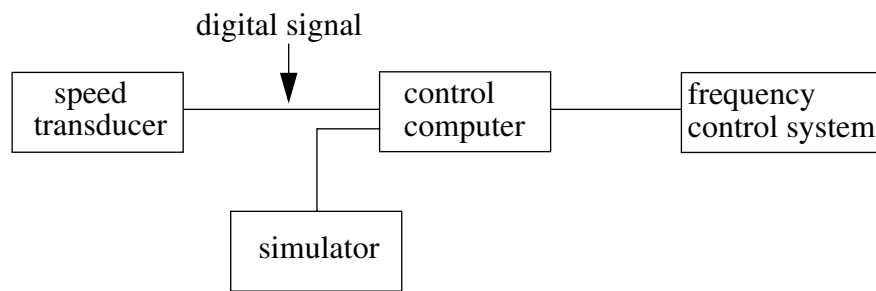 digital signal
speed
transducer
control
computer
frequency
control system
simulator